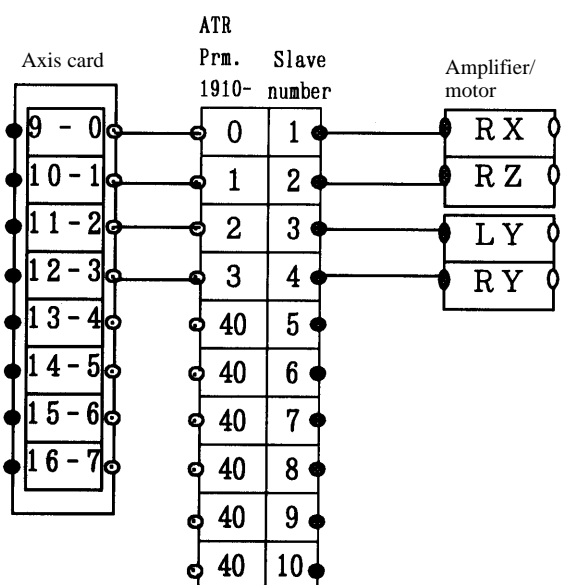 ATR
Axis card Prm. Slave Amplifier/
1910- number motor
9 - 0 0 1 RX
10-1 1 2 RZ
11-2 2 3 LY
12-3 3 4 RY
13-4 40 5
14-5 40 6
15-6 40 7
16-7 40 8
40 9
40 10